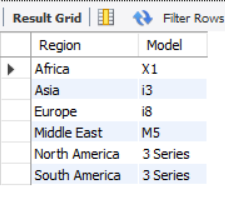 Result Grid Filter Rows
Region Model
Africa X1
Asia i3
Europe i8
Middle East M5
North America 3 Series
South America 3 Series